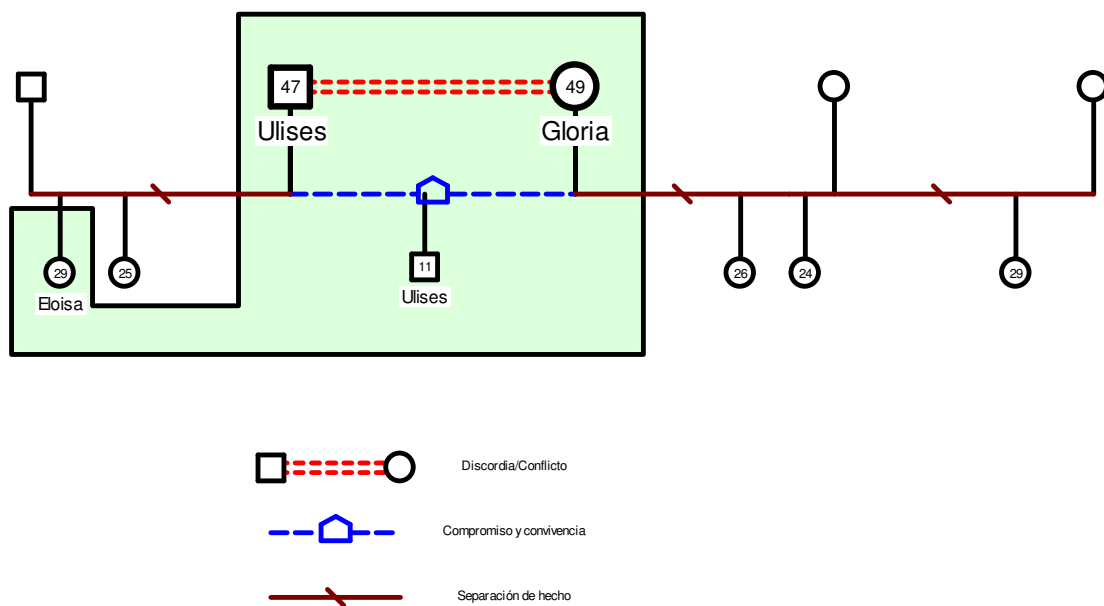 47
49
Ulises
Gloria
29
25
11
26
24
29
Eloisa
Ulises
Discordia/Conflicto
Compromiso y convivencia
Separación de hecho